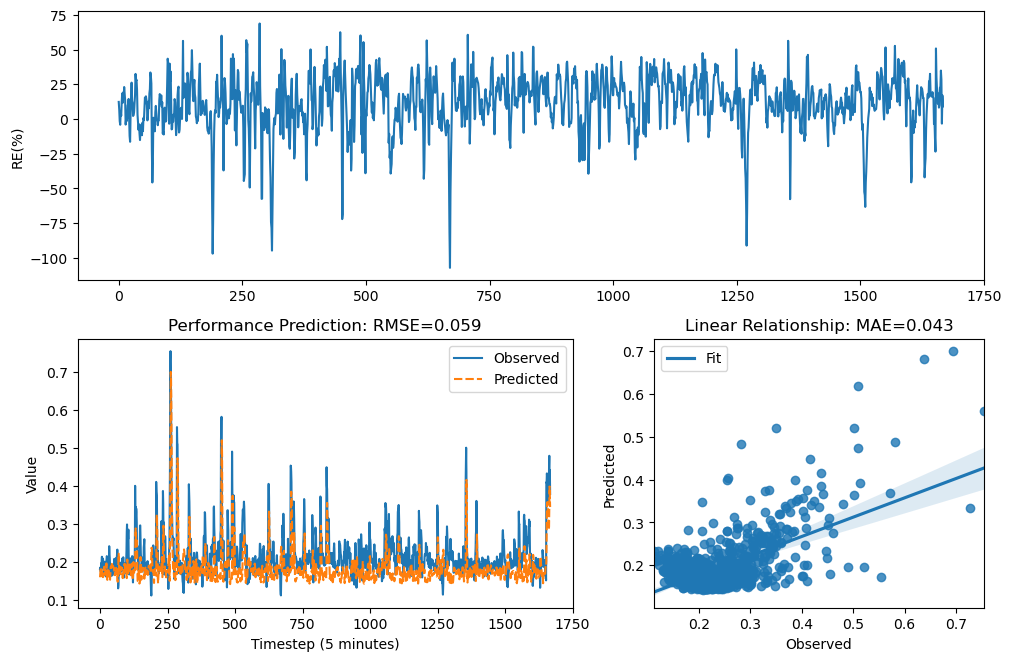 75
50
25
0
−25
−50
−75
−100
RE(%)
0 250 500 750 1000 1250 1500 1750
Performance Prediction: RMSE=0.059
Observed
Predicted
0.7
0.6
0.5
0.4
0.3
0.2
0.1
Value
0 250 500 750 1000 1250 1500 1750
Timestep (5 minutes)
Linear Relationship: MAE=0.043
Fit
0.7
0.6
0.5
0.4
0.3
0.2
Predicted
0.2 0.3 0.4 0.5 0.6 0.7
Observed